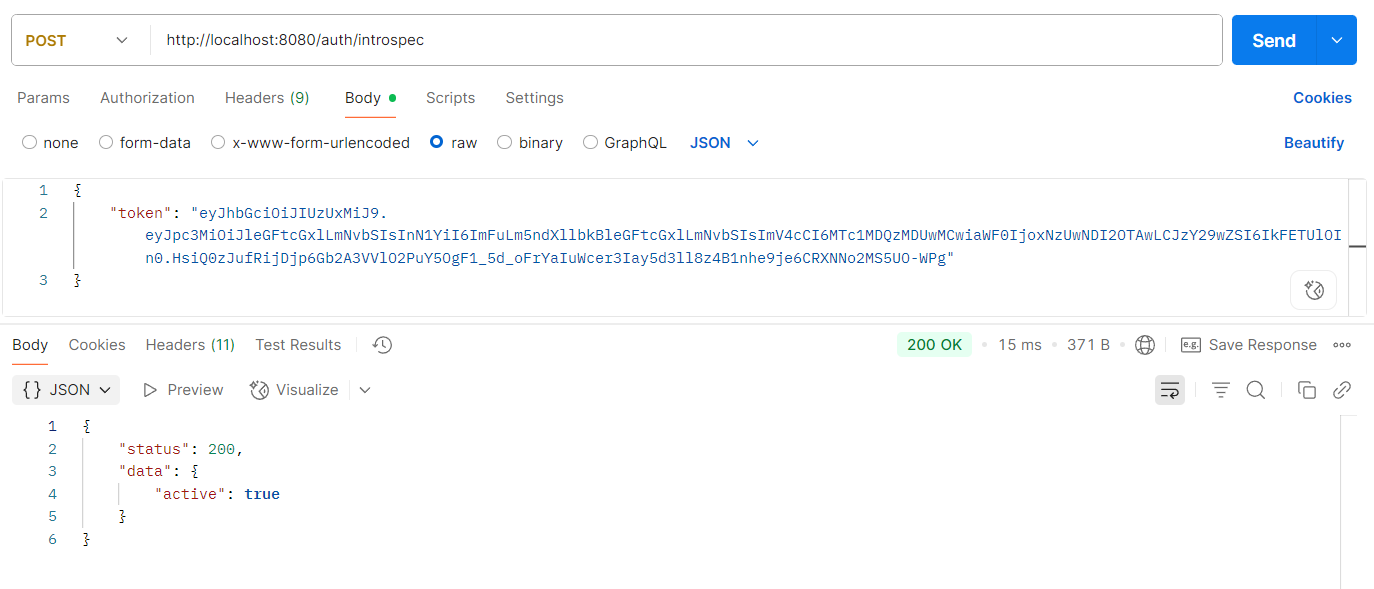 POST http://localhost:8080/auth/introspec Send
Params Authorization Headers (9) Body Scripts Settings Cookies
none form-data x-www-form-urlencoded raw binary GraphQL JSON Beautify
1 {
2 "token": "eyJhbGciOiJIUzUxMiJ9.
eyJpc3MiOiJleGFtcGxlLmNvbSIsInN1YiI6ImFuLm5ndXllbkBleGFtcGxlLmNvbSIsImV4cCI6MTc1MDQzMDUwMCwiaWF0IjoxNzUwNDI2OTAwLCJzY29wZSI6IkFETUlOI
n0.HsiQ0zJufRijDjp6Gb2A3VVlO2PuY5OgF1_5d_oFrYaIuWcer3Iay5d3ll8z4B1nhe9je6CRXNNo2MS5UO-WPg"
3 }
Body Cookies Headers (11) Test Results 200 OK • 15 ms • 371 B • e.g. Save Response
{} JSON Preview Visualize
1 {
2 "status": 200,
3 "data": {
4 "active": true
5 }
6 }